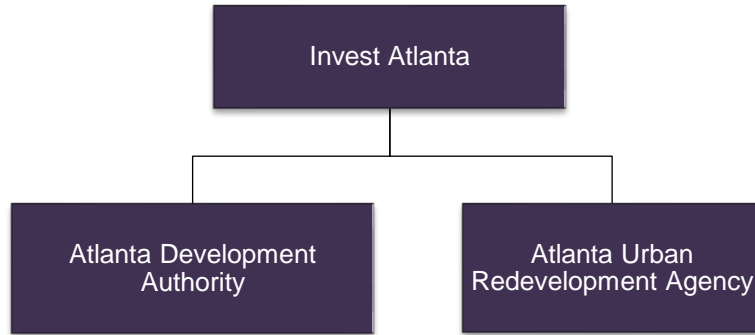 Invest Atlanta
Atlanta Development
Authority
Atlanta Urban
Redevelopment Agency